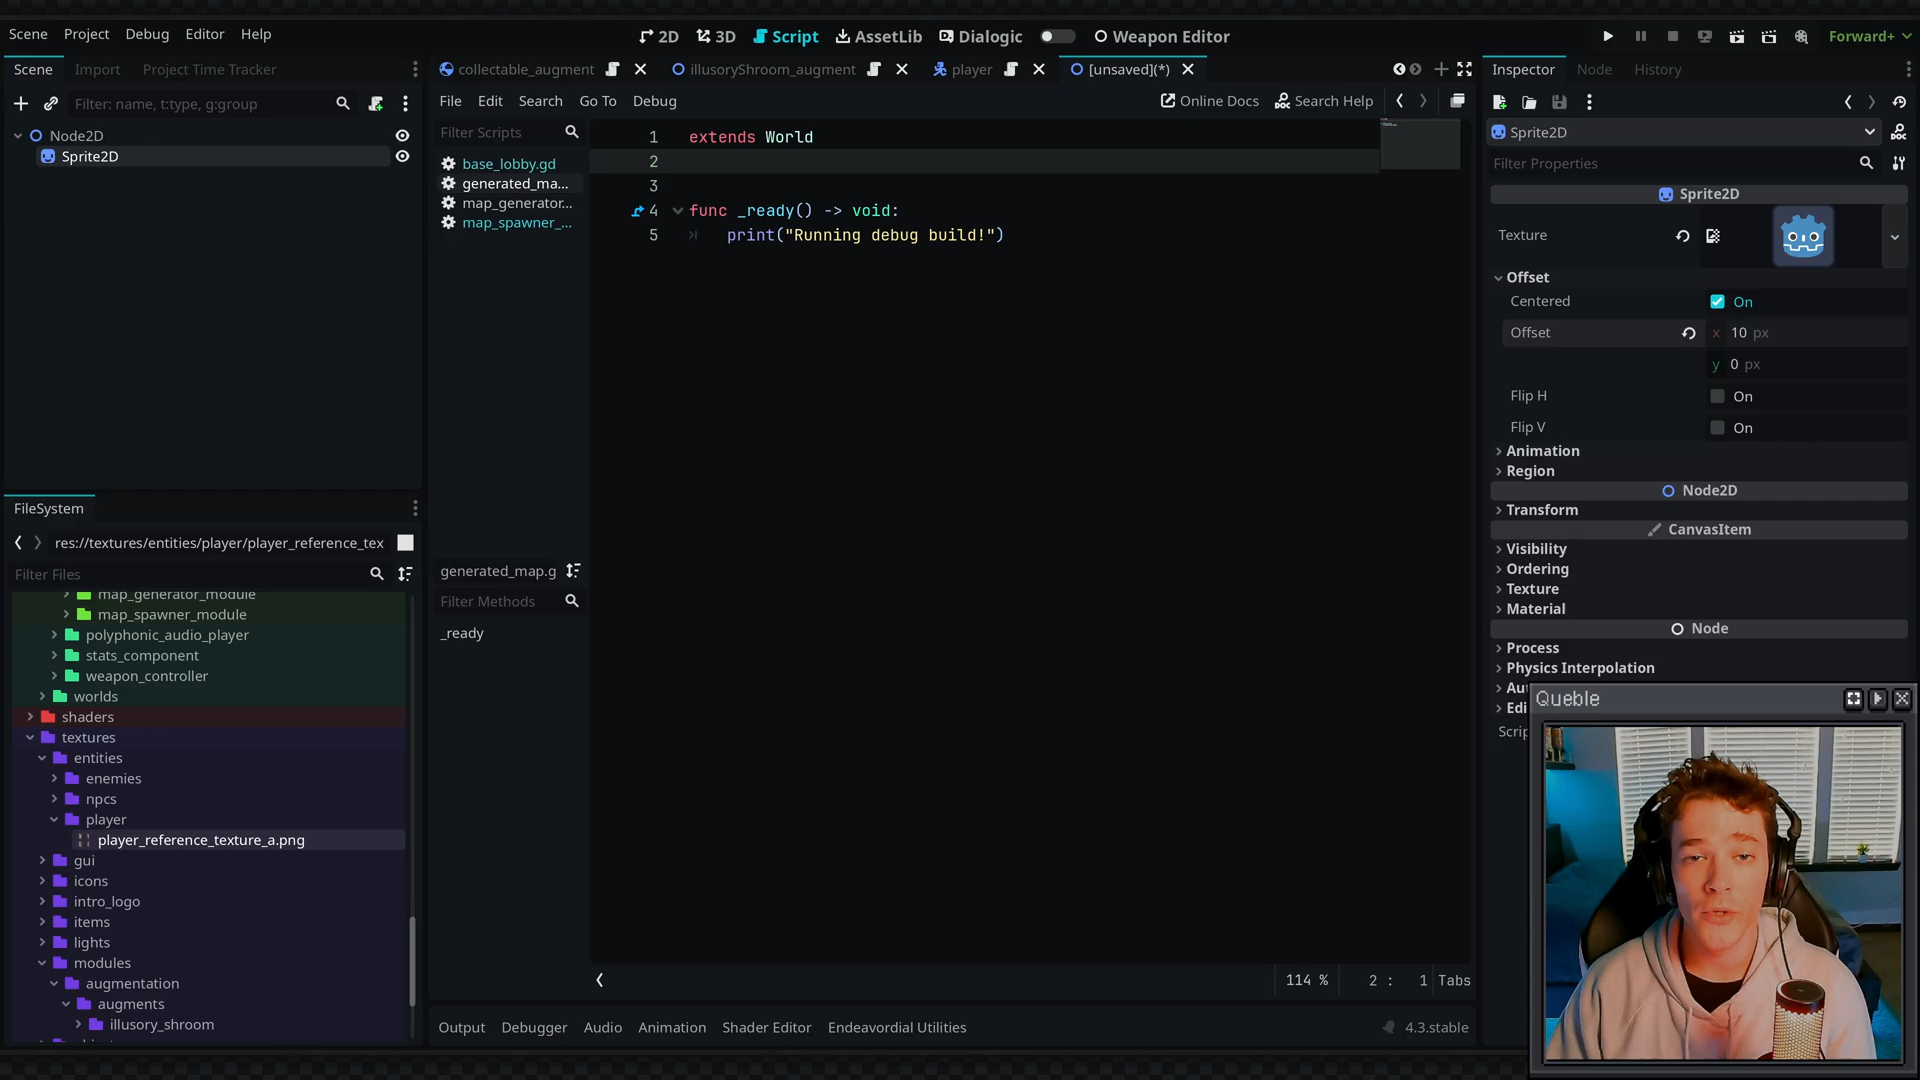 Scene Project Debug Editor Help
2D 3D Script AssetLib Dialogic Weapon Editor
Forward+
Scene Import Project Time Tracker
Filter: name, t:type, g:group
Node2D
Sprite2D
FileSystem
res://textures/entities/player/player_reference_tex
Filter Files
map_generator_module
map_spawner_module
polyphonic_audio_player
stats_component
weapon_controller
worlds
shaders
textures
entities
enemies
npcs
player
player_reference_texture_a.png
gui
icons
intro_logo
items
lights
modules
augmentation
augments
illusory_shroom
collectable_augment illusoryShroom_augment player [unsaved](*)
File Edit Search Go To Debug Online Docs Search Help
Filter Scripts
base_lobby.gd
generated_ma...
map_generator...
map_spawner_...
generated_map.g
Filter Methods
_ready
1 extends World
2
3
4 func _ready() -> void:
5 print("Running debug build!")
114 % 2 : 1 Tabs
Output Debugger Audio Animation Shader Editor Endeavordial Utilities 4.3.stable
Inspector Node History
Sprite2D
Filter Properties
Sprite2D
Texture
Offset
Centered On
Offset x 10 px
y 0 px
Flip H On
Flip V On
Animation
Region
Node2D
Transform
CanvasItem
Visibility
Ordering
Texture
Material
Node
Process
Physics Interpolation
Au
Edi
Scrip
Queble